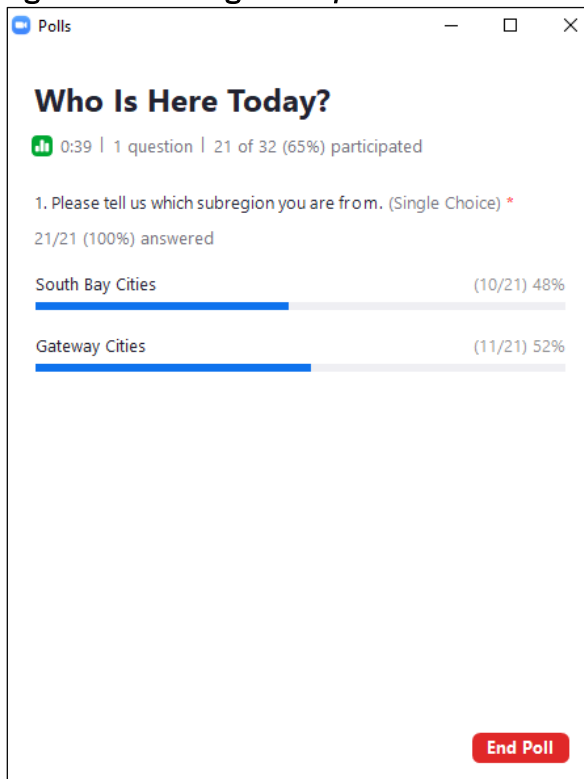 Polls
Who Is Here Today?
0:39 | 1 question | 21 of 32 (65%) participated
1. Please tell us which subregion you are from. (Single Choice) *
21/21 (100%) answered
South Bay Cities (10/21) 48%
Gateway Cities (11/21) 52%
End Poll